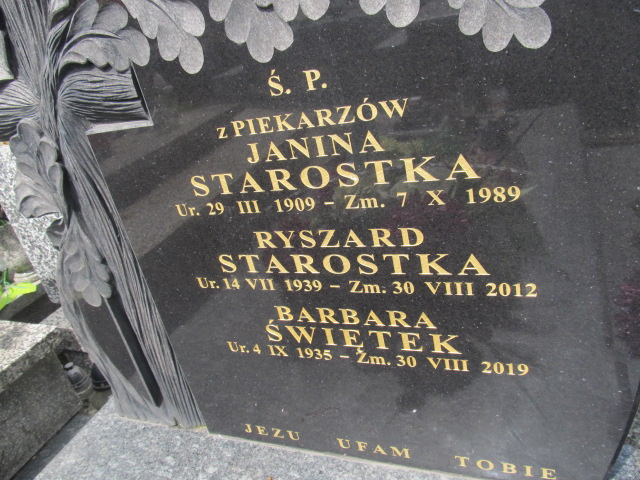 Ś. P.
Z PIEKARZÓW
JANINA
STAROSTKA
Ur. 29 III 1909 – Zm. 7 X 1989
RYSZARD
STAROSTKA
Ur. 14 VII 1939 – Zm. 30 VIII 2012
BARBARA
ŚWIĘTEK
Ur. 4 IX 1935 – Zm. 30 VIII 2019
JEZU UFAM TOBIE